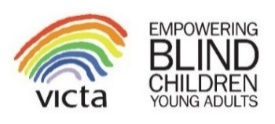 victa
EMPOWERING
BLIND
CHILDREN
YOUNG ADULTS